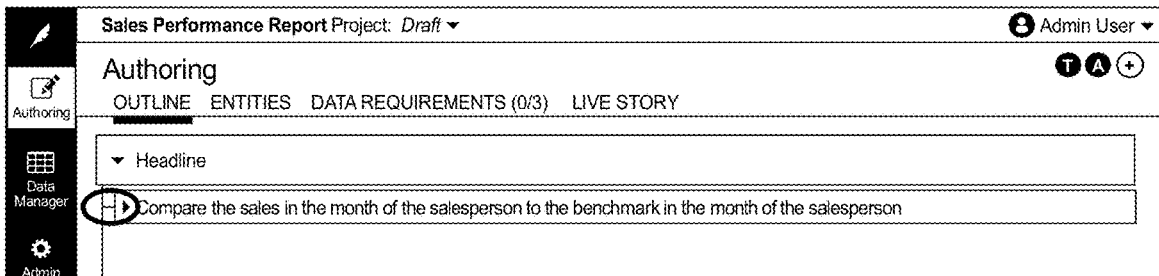 Sales Performance Report Project: Draft
Admin User
Authoring
T A +
OUTLINE ENTITIES DATA REQUIREMENTS (0/3) LIVE STORY
Authoring
Headline
Data
Manager
Compare the sales in the month of the salesperson to the benchmark in the month of the salesperson
Admin